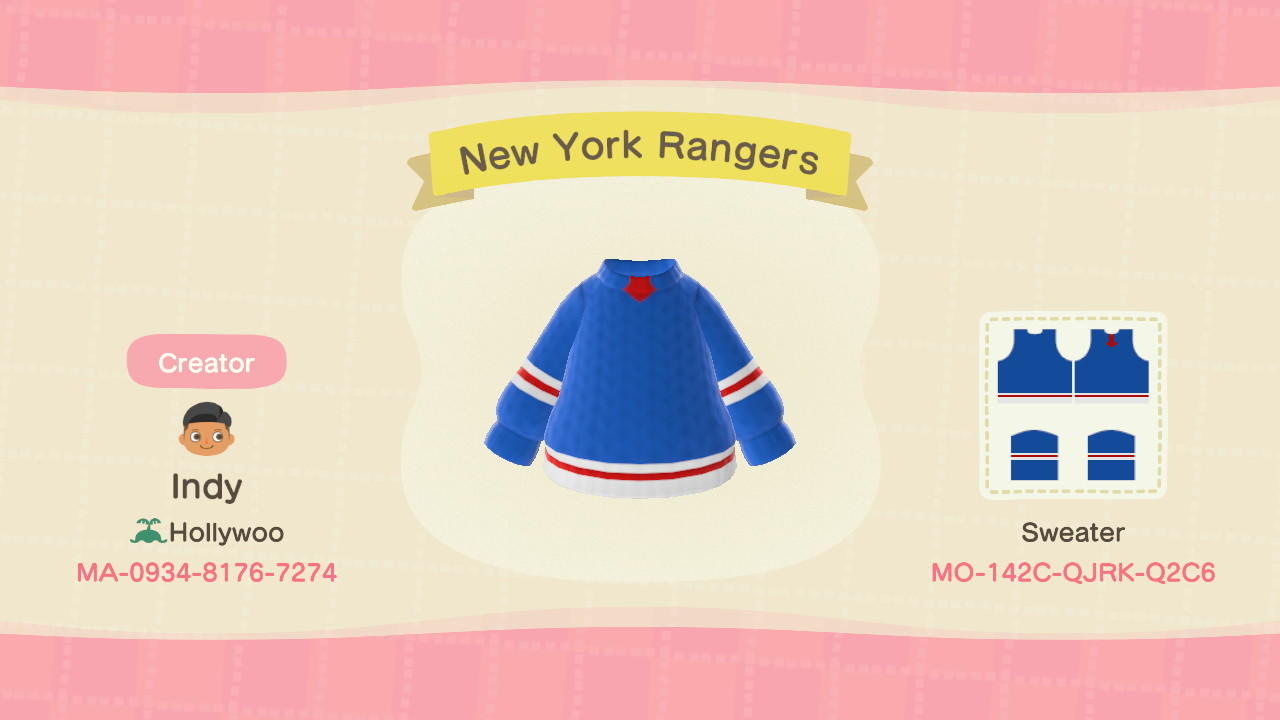 New York Rangers
Creator
Indy
Hollywoo
MA-0934-8176-7274
Sweater
MO-142C-QJRK-Q2C6